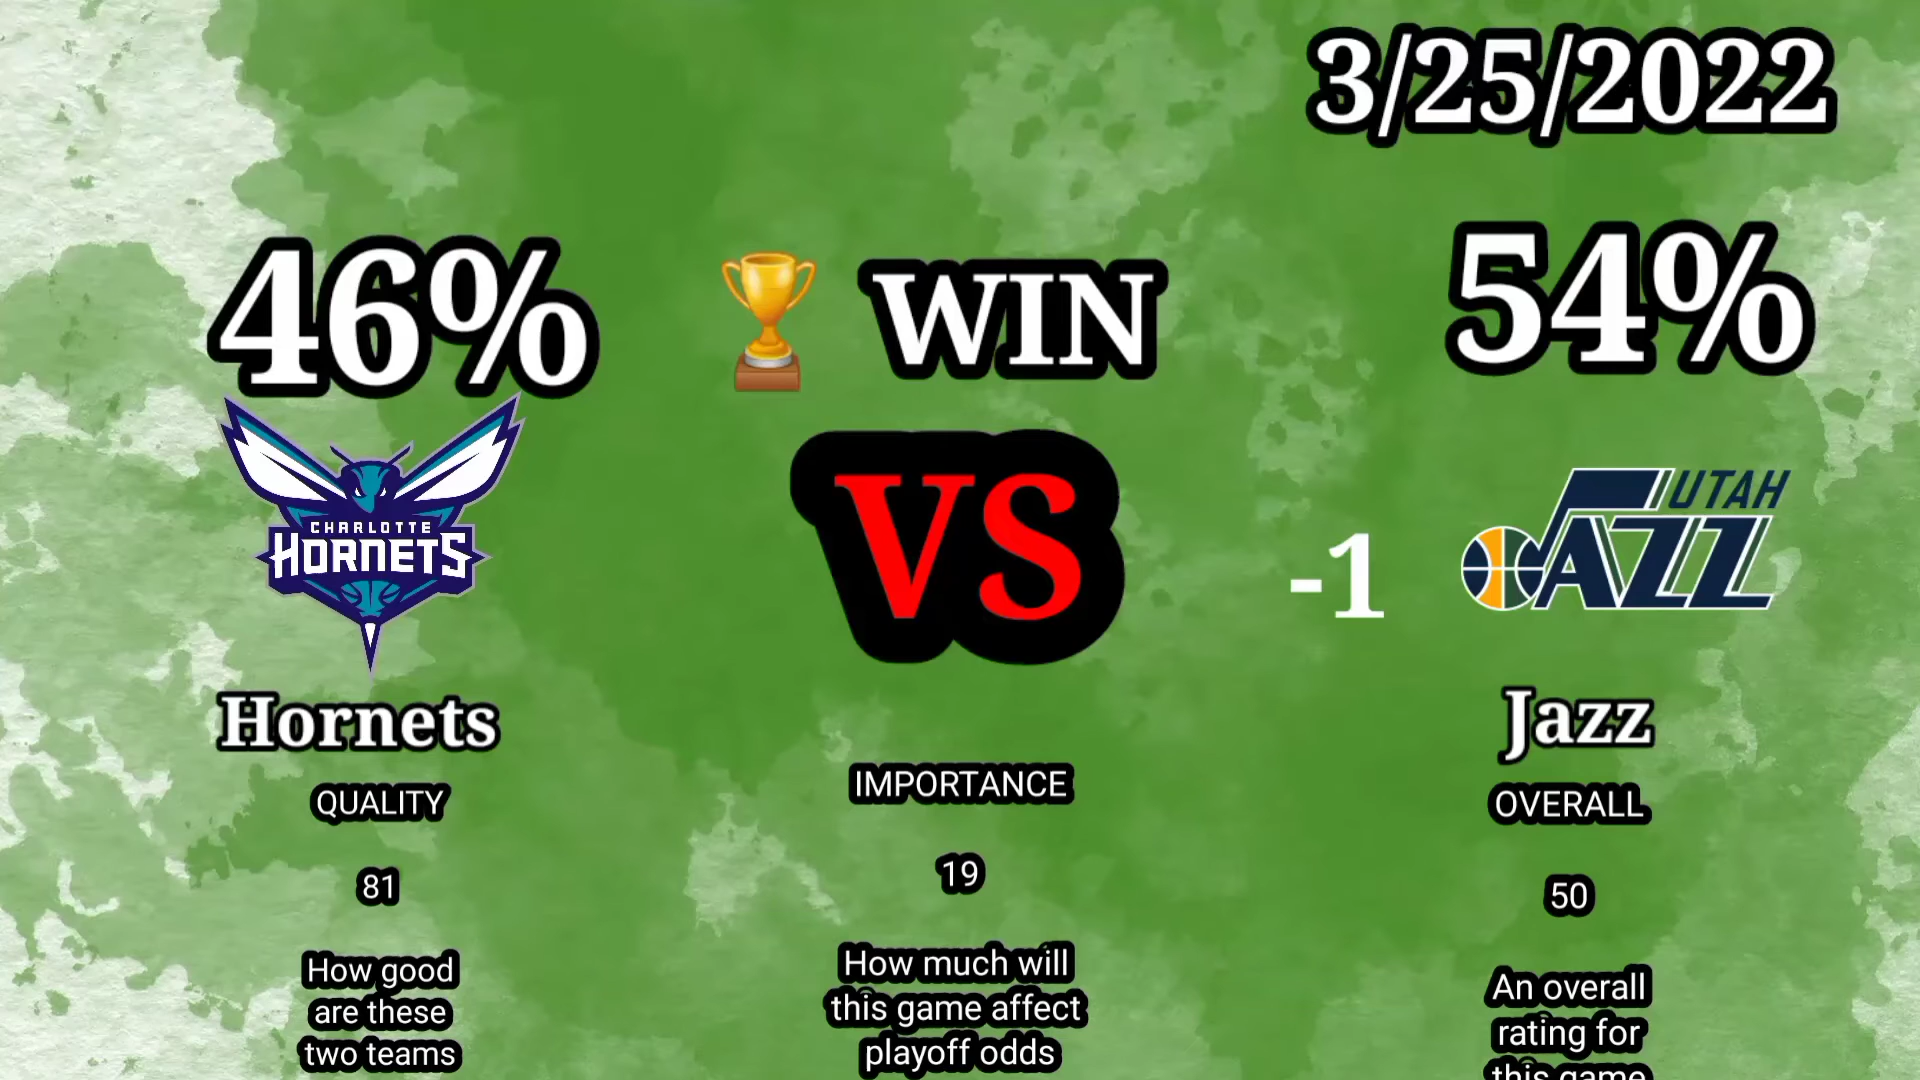 3/25/2022
46%
🏆 WIN
54%
CHARLOTTE
HORNETS
VS
-1
UTAH
JAZZ
Hornets
Jazz
QUALITY
IMPORTANCE
OVERALL
81
19
50
How good
are these
two teams
How much will
this game affect
playoff odds
An overall
rating for
this game